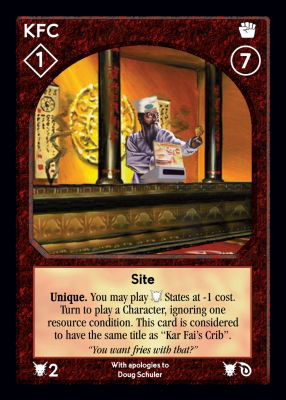 KFC
1
7
Site
Unique. You may play States at -1 cost.
Turn to play a Character, ignoring one
resource condition. This card is considered
to have the same title as “Kar Fai’s Crib”.
“You want fries with that?”
2
With apologies to
Doug Schuler